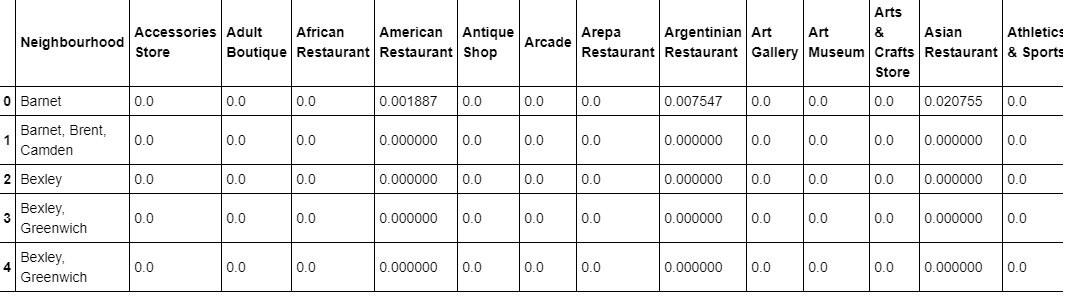 Neighbourhood Accessories Store Adult Boutique African Restaurant American Restaurant Antique Shop Arcade Arepa Restaurant Argentinian Restaurant Art Gallery Art Museum Arts & Crafts Store Asian Restaurant Athletics & Sports
0 Barnet 0.0 0.0 0.0 0.001887 0.0 0.0 0.0 0.007547 0.0 0.0 0.0 0.020755 0.0
1 Barnet, Brent, Camden 0.0 0.0 0.0 0.000000 0.0 0.0 0.0 0.000000 0.0 0.0 0.0 0.000000 0.0
2 Bexley 0.0 0.0 0.0 0.000000 0.0 0.0 0.0 0.000000 0.0 0.0 0.0 0.000000 0.0
3 Bexley, Greenwich 0.0 0.0 0.0 0.000000 0.0 0.0 0.0 0.000000 0.0 0.0 0.0 0.000000 0.0
4 Bexley, Greenwich 0.0 0.0 0.0 0.000000 0.0 0.0 0.0 0.000000 0.0 0.0 0.0 0.000000 0.0